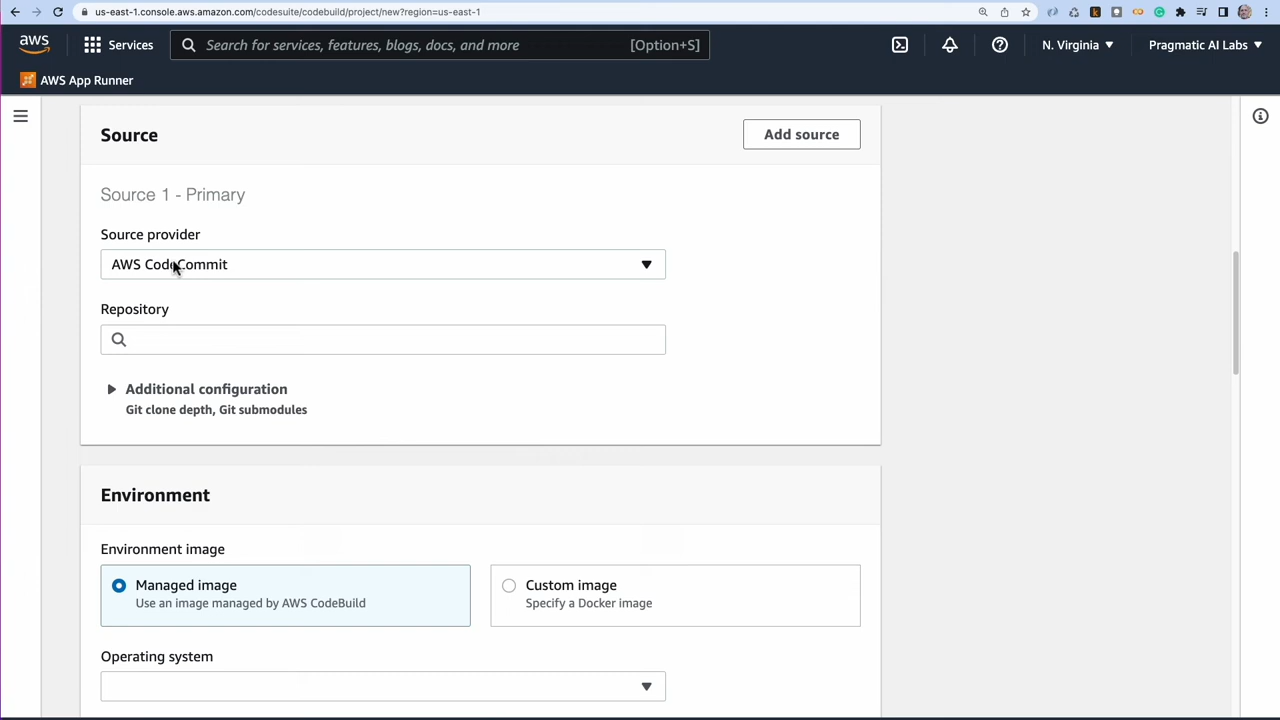 us-east-1.console.aws.amazon.com/codesuite/codebuild/project/new?region=us-east-1
aws
Services
Search for services, features, blogs, docs, and more
[Option+S]
N. Virginia
Pragmatic AI Labs
AWS App Runner
Source
Add source
Source 1 - Primary
Source provider
AWS CodeCommit
Repository
Additional configuration
Git clone depth, Git submodules
Environment
Environment image
Managed image
Use an image managed by AWS CodeBuild
Custom image
Specify a Docker image
Operating system